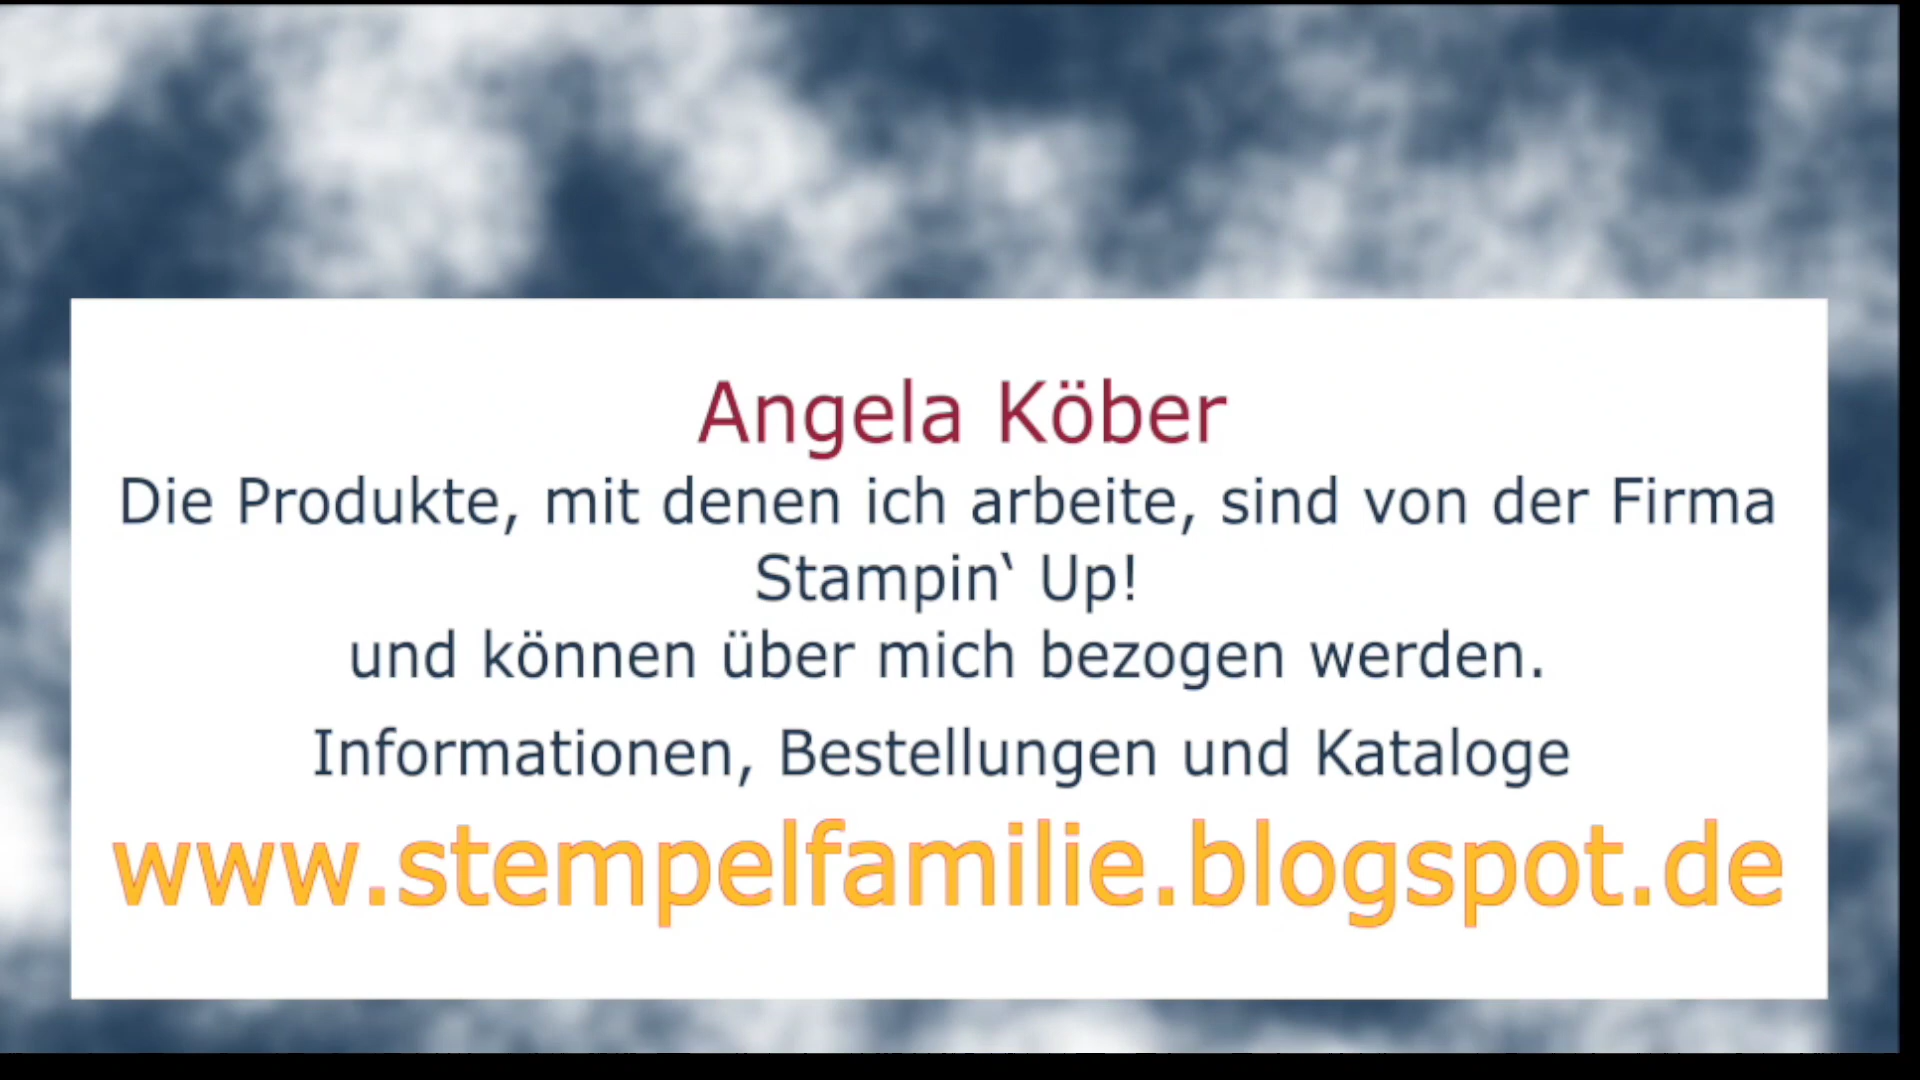 Angela Köber
Die Produkte, mit denen ich arbeite, sind von der Firma
Stampin‘ Up!
und können über mich bezogen werden.
Informationen, Bestellungen und Kataloge
www.stempelfamilie.blogspot.de